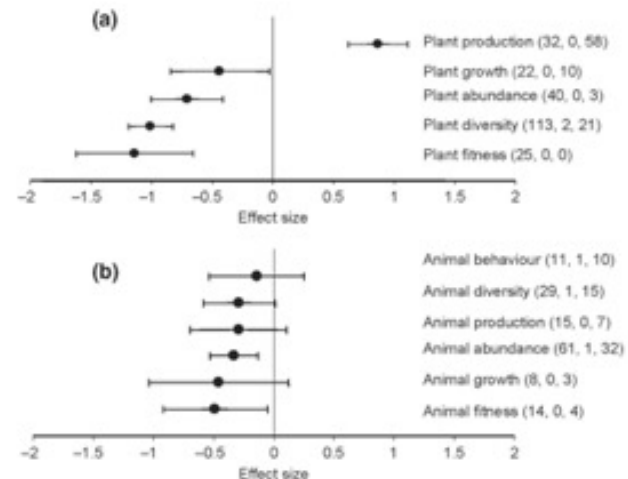 (a)
Plant production (32, 0, 58)
Plant growth (22, 0, 10)
Plant abundance (40, 0, 3)
Plant diversity (113, 2, 21)
Plant fitness (25, 0, 0)
−2 −1.5 −1 −0.5 0 0.5 1 1.5 2
Effect size
(b)
Animal behaviour (11, 1, 10)
Animal diversity (29, 1, 15)
Animal production (15, 0, 7)
Animal abundance (61, 1, 32)
Animal growth (8, 0, 3)
Animal fitness (14, 0, 4)
−2 −1.5 −1 −0.5 0 0.5 1 1.5 2
Effect size